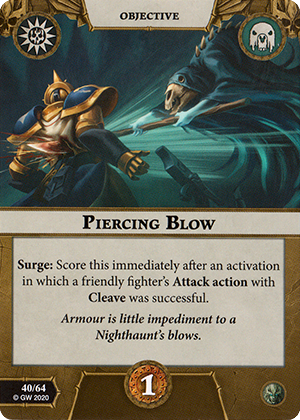 OBJECTIVE
PIERCING BLOW
Surge: Score this immediately after an activation
in which a friendly fighter's Attack action with
Cleave was successful.
Armour is little impediment to a
Nighthaunt's blows.
40/64
© GW 2020
1